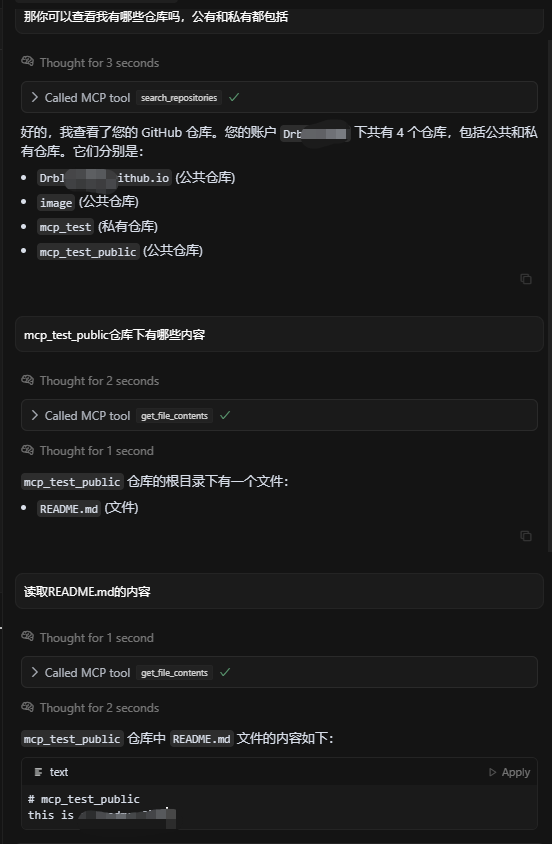 那你可以查看我有哪些仓库吗，公有和私有都包括
Thought for 3 seconds
Called MCP tool search_repositories
好的，我查看了您的 GitHub 仓库。您的账户 Drb 下共有 4 个仓库，包括公共和私
有仓库。它们分别是：
Drbl ithub.io (公共仓库)
image (公共仓库)
mcp_test (私有仓库)
mcp_test_public (公共仓库)
mcp_test_public仓库下有哪些内容
Thought for 2 seconds
Called MCP tool get_file_contents
Thought for 1 second
mcp_test_public 仓库的根目录下有一个文件：
README.md (文件)
读取README.md的内容
Thought for 1 second
Called MCP tool get_file_contents
Thought for 2 seconds
mcp_test_public 仓库中 README.md 文件的内容如下：
text Apply
# mcp_test_public
this is